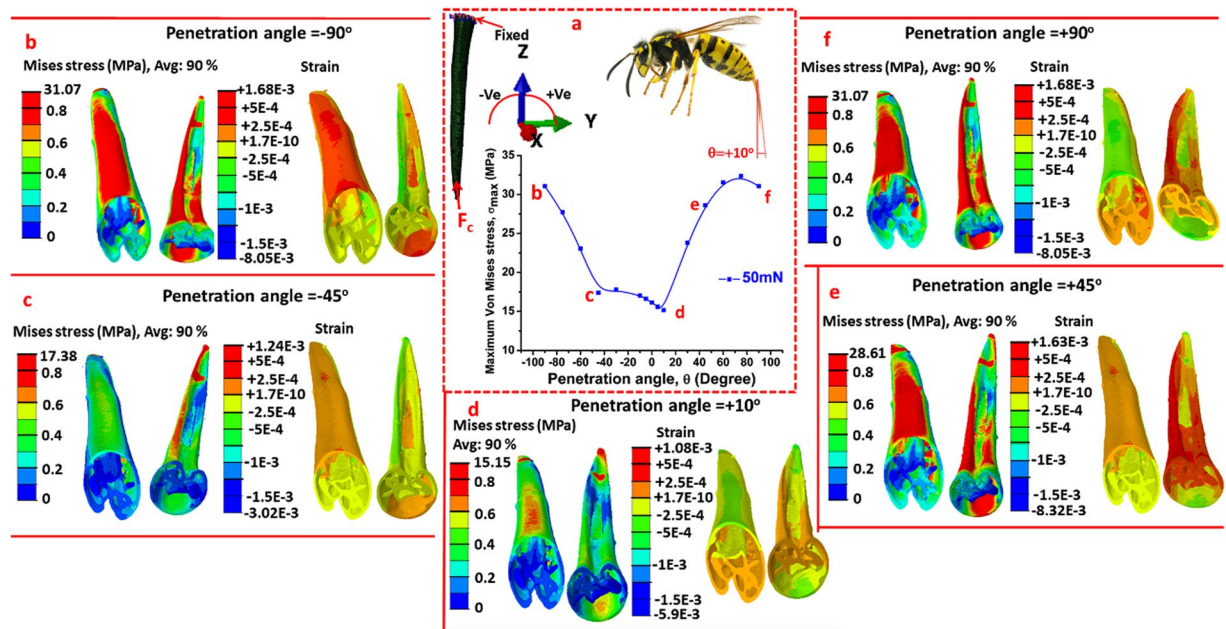 b
Penetration angle =-90°
Mises stress (MPa), Avg: 90 %
Strain
31.07
0.8
0.6
0.4
0.2
0
+1.68E-3
+5E-4
+2.5E-4
+1.7E-10
-2.5E-4
-5E-4
-1E-3
-1.5E-3
-8.05E-3
c
Penetration angle =-45°
Mises stress (MPa), Avg: 90 %
Strain
17.38
0.8
0.6
0.4
0.2
0
+1.24E-3
+5E-4
+2.5E-4
+1.7E-10
-2.5E-4
-5E-4
-1E-3
-1.5E-3
-3.02E-3
a
Fixed
Z
-Ve
+Ve
Y
X
Fc
θ=+10°
Maximum Von Mises stress, σmax (MPa)
35
30
25
20
15
10
b
c
d
e
f
50mN
-100 -80 -60 -40 -20 0 20 40 60 80 100
Penetration angle, θ (Degree)
d
Penetration angle =+10°
Mises stress (MPa)
Avg: 90 %
Strain
15.15
0.8
0.6
0.4
0.2
0
+1.08E-3
+5E-4
+2.5E-4
+1.7E-10
-2.5E-4
-5E-4
-1E-3
-1.5E-3
-5.9E-3
f
Penetration angle =+90°
Mises stress (MPa), Avg: 90 %
Strain
31.07
0.8
0.6
0.4
0.2
0
+1.68E-3
+5E-4
+2.5E-4
+1.7E-10
-2.5E-4
-5E-4
-1E-3
-1.5E-3
-8.05E-3
e
Penetration angle =+45°
Mises stress (MPa), Avg: 90 %
Strain
28.61
0.8
0.6
0.4
0.2
0
+1.63E-3
+5E-4
+2.5E-4
+1.7E-10
-2.5E-4
-5E-4
-1E-3
-1.5E-3
-8.32E-3